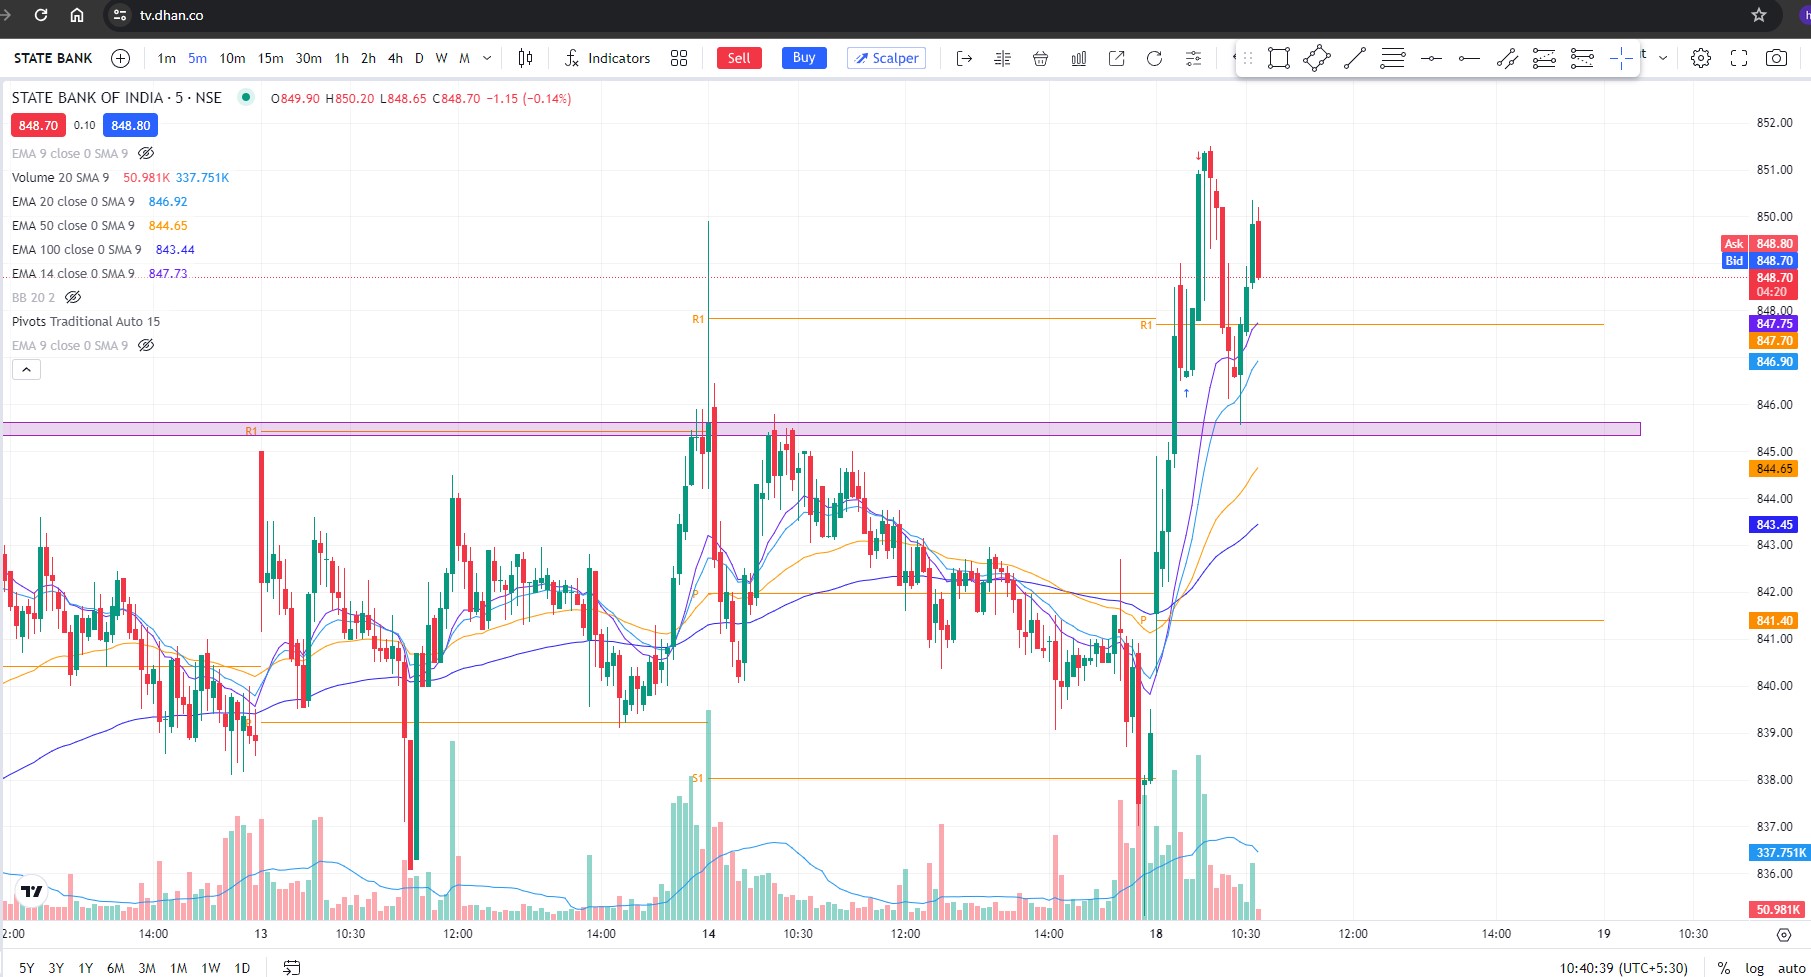 tv.dhan.co
STATE BANK 1m 5m 10m 15m 30m 1h 2h 4h D W M Indicators Sell Buy Scalper
STATE BANK OF INDIA · 5 · NSE O849.90 H850.20 L848.65 C848.70 −1.15 (−0.14%)
848.70 0.10 848.80
EMA 9 close 0 SMA 9
Volume 20 SMA 9 50.981K 337.751K
EMA 20 close 0 SMA 9 846.92
EMA 50 close 0 SMA 9 844.65
EMA 100 close 0 SMA 9 843.44
EMA 14 close 0 SMA 9 847.73
BB 20 2
Pivots Traditional Auto 15
EMA 9 close 0 SMA 9
852.00
851.00
850.00
Ask 848.80
Bid 848.70
848.70
04:20
848.00
847.75
847.70
846.90
846.00
845.00
844.65
844.00
843.45
843.00
842.00
841.40
841.00
840.00
839.00
838.00
837.00
337.751K
836.00
50.981K
R1
R1
R1
P
P
S1
2:00 14:00 13 10:30 12:00 14:00 14 10:30 12:00 14:00 18 10:30 12:00 14:00 19 10:30
5Y 3Y 1Y 6M 3M 1M 1W 1D 10:40:39 (UTC+5:30) % log auto